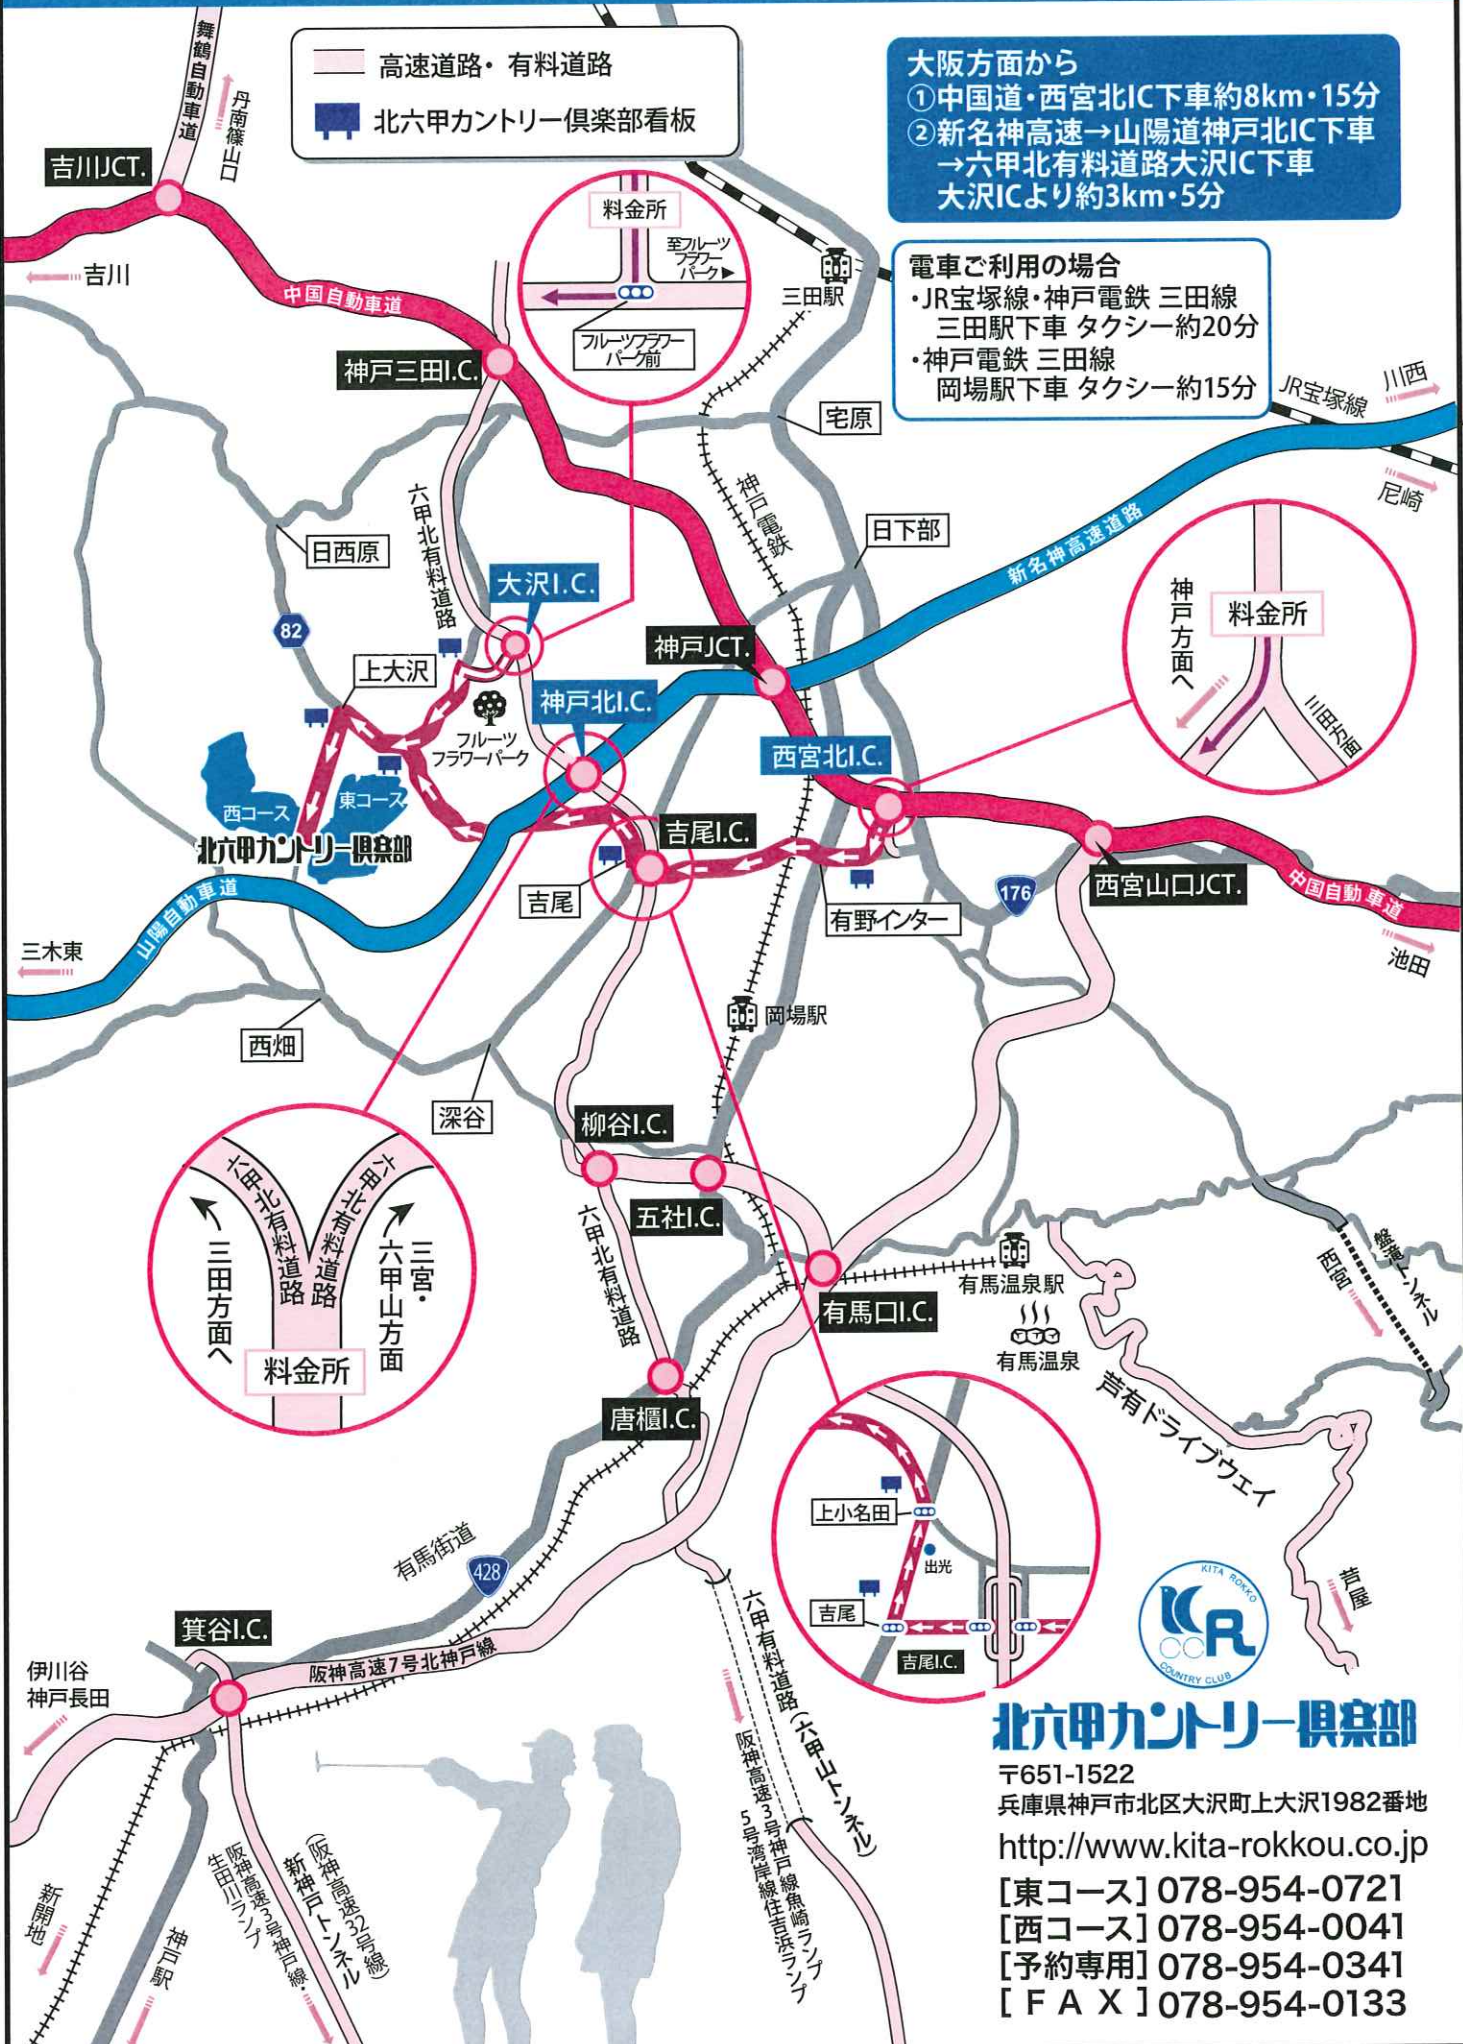 舞鶴自動車道
丹南篠山口
高速道路・有料道路
北六甲カントリー倶楽部看板
大阪方面から
①中国道・西宮北IC下車約8km・15分
②新名神高速→山陽道神戸北IC下車
→六甲北有料道路大沢IC下車
大沢ICより約3km・5分
吉川JCT.
吉川
中国自動車道
料金所
至フルーツ
フラワー
パーク▶
フルーツフラワー
パーク前
三田駅
電車ご利用の場合
・JR宝塚線・神戸電鉄 三田線
三田駅下車 タクシー約20分
・神戸電鉄 三田線
岡場駅下車 タクシー約15分
神戸三田I.C.
宅原
JR宝塚線
川西
尼崎
六甲北有料道路
神戸電鉄
日下部
新名神高速道路
日西原
大沢I.C.
82
上大沢
神戸JCT.
神戸北I.C.
フルーツ
フラワーパーク
西宮北I.C.
神戸方面へ
料金所
三田方面
西コース
東コース
北六甲カントリー倶楽部
吉尾I.C.
吉尾
有野インター
176
西宮山口JCT.
中国自動車道
池田
山陽自動車道
三木東
西畑
岡場駅
深谷
柳谷I.C.
五社I.C.
六甲北有料道路
六甲北有料道路
三田方面へ
三宮・
六甲山方面
料金所
六甲北有料道路
有馬口I.C.
有馬温泉駅
有馬温泉
西宮
盤滝トンネル
唐櫃I.C.
芦有ドライブウェイ
芦屋
上小名田
出光
吉尾
吉尾I.C.
有馬街道
428
箕谷I.C.
阪神高速7号北神戸線
伊川谷
神戸長田
六甲有料道路(六甲山トンネル)
阪神高速3号神戸線魚崎ランプ
5号湾岸線住吉浜ランプ
新開地
神戸駅
阪神高速3号神戸線・
生田川ランプ
新神戸トンネル
(阪神高速32号線)
KITA ROKKO
KR
CC
COUNTRY CLUB
北六甲カントリー倶楽部
〒651-1522
兵庫県神戸市北区大沢町上大沢1982番地
http://www.kita-rokkou.co.jp
[東コース]078-954-0721
[西コース]078-954-0041
[予約専用]078-954-0341
[ＦＡＸ]078-954-0133